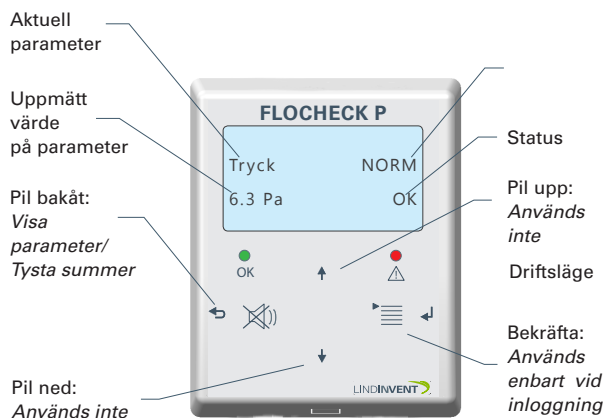 Aktuell
parameter
Uppmätt
värde
på parameter
Pil bakåt:
Visa
parameter/
Tysta summer
Pil ned:
Används inte
FLOCHECK P
Tryck NORM
6.3 Pa OK
OK
LINDINVENT
Status
Pil upp:
Används
inte
Driftsläge
Bekräfta:
Används
enbart vid
inloggning